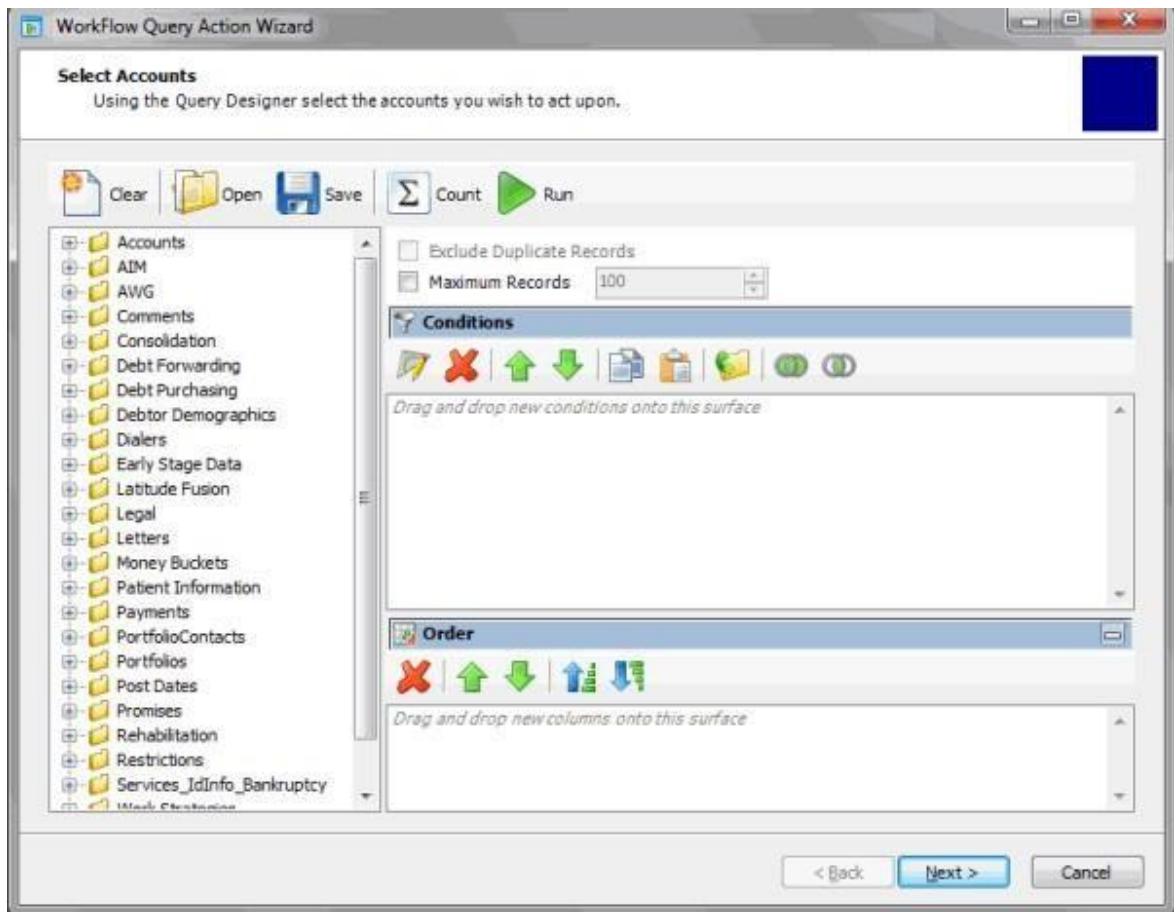 WorkFlow Query Action Wizard
Select Accounts
Using the Query Designer select the accounts you wish to act upon.
Clear Open Save Σ Count Run
Accounts
AIM
AWG
Comments
Consolidation
Debt Forwarding
Debt Purchasing
Debtor Demographics
Dialers
Early Stage Data
Latitude Fusion
Legal
Letters
Money Buckets
Patient Information
Payments
PortfolioContacts
Portfolios
Post Dates
Promises
Rehabilitation
Restrictions
Services_IdInfo_Bankruptcy
Work Strategies
Exclude Duplicate Records
Maximum Records 100
Conditions
Drag and drop new conditions onto this surface
Order
Drag and drop new columns onto this surface
< Back Next > Cancel